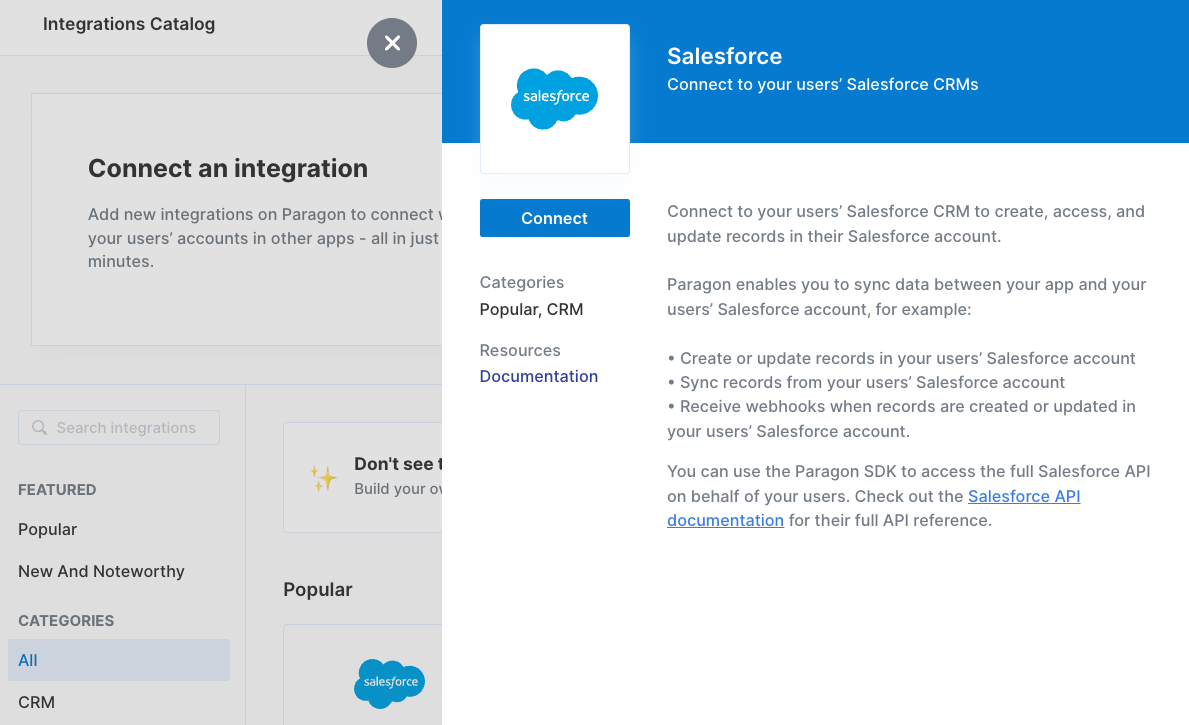 Integrations Catalog
Connect an integration
Add new integrations on Paragon to connect
your users’ accounts in other apps - all in just
minutes.
Search integrations
FEATURED
Popular
New And Noteworthy
CATEGORIES
All
CRM
Don't see
Build your
Popular
salesforce
salesforce
Salesforce
Connect to your users’ Salesforce CRMs
Connect
Categories
Popular, CRM
Resources
Documentation
Connect to your users’ Salesforce CRM to create, access, and
update records in their Salesforce account.
Paragon enables you to sync data between your app and your
users’ Salesforce account, for example:
• Create or update records in your users’ Salesforce account
• Sync records from your users’ Salesforce account
• Receive webhooks when records are created or updated in
your users’ Salesforce account.
You can use the Paragon SDK to access the full Salesforce API
on behalf of your users. Check out the Salesforce API
documentation for their full API reference.